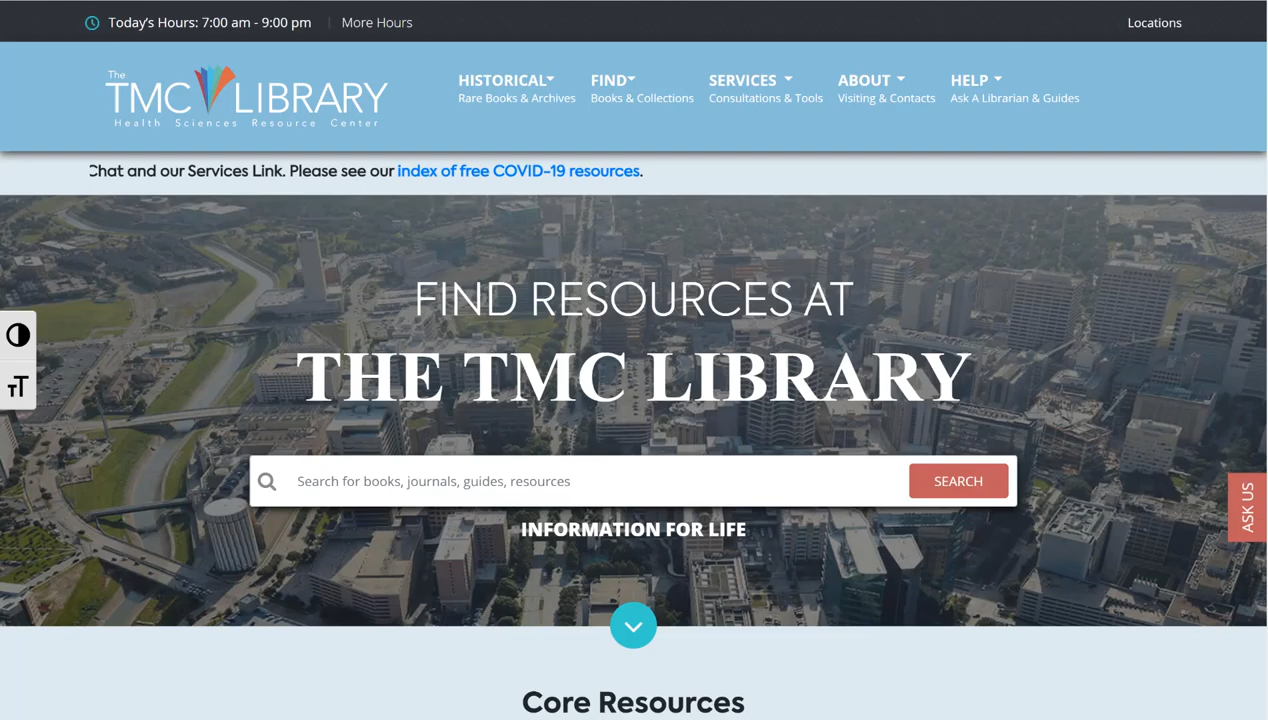 Today's Hours: 7:00 am - 9:00 pm | More Hours
Locations
The
TMC LIBRARY
Health Sciences Resource Center
HISTORICAL
Rare Books & Archives
FIND
Books & Collections
SERVICES
Consultations & Tools
ABOUT
Visiting & Contacts
HELP
Ask A Librarian & Guides
Chat and our Services Link. Please see our index of free COVID-19 resources.
FIND RESOURCES AT
THE TMC LIBRARY
Search for books, journals, guides, resources
SEARCH
INFORMATION FOR LIFE
ASK US
Core Resources